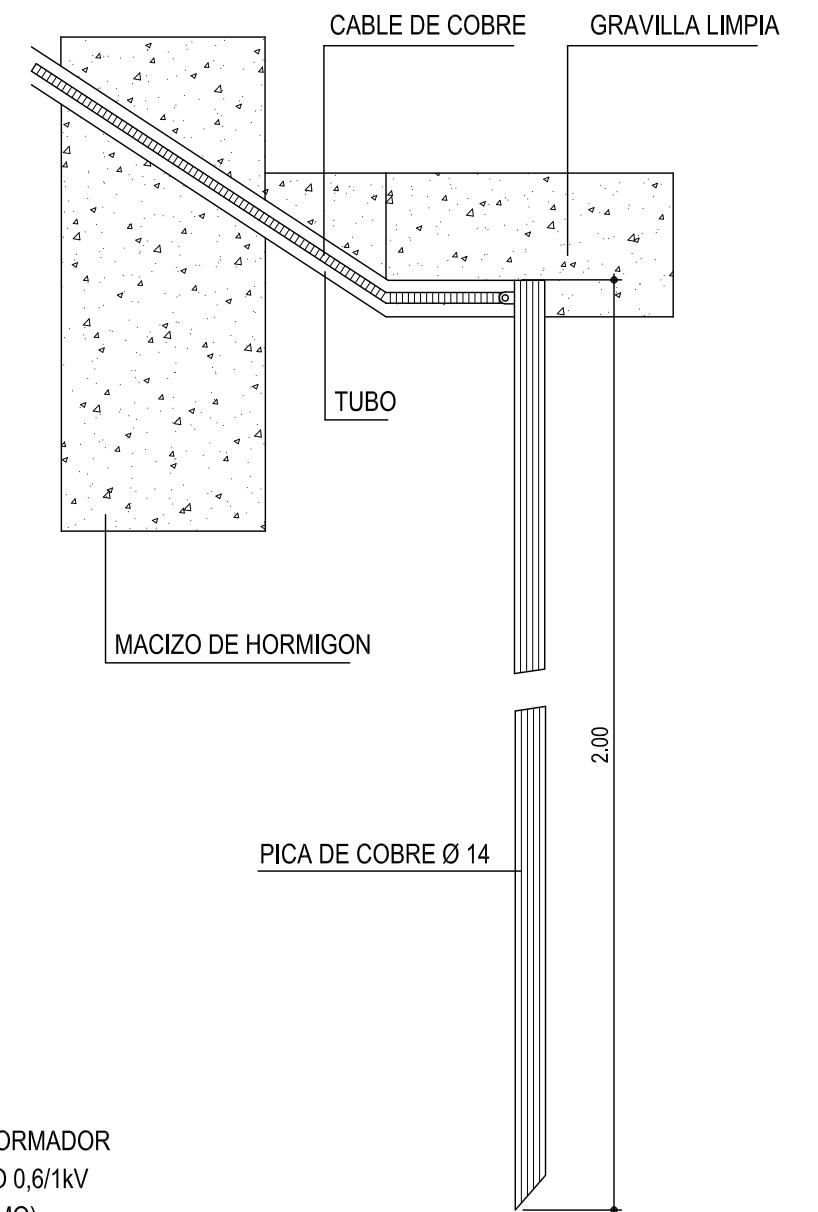 CABLE DE COBRE
GRAVILLA LIMPIA
TUBO
MACIZO DE HORMIGON
2.00
PICA DE COBRE Ø 14
0,6/1kV